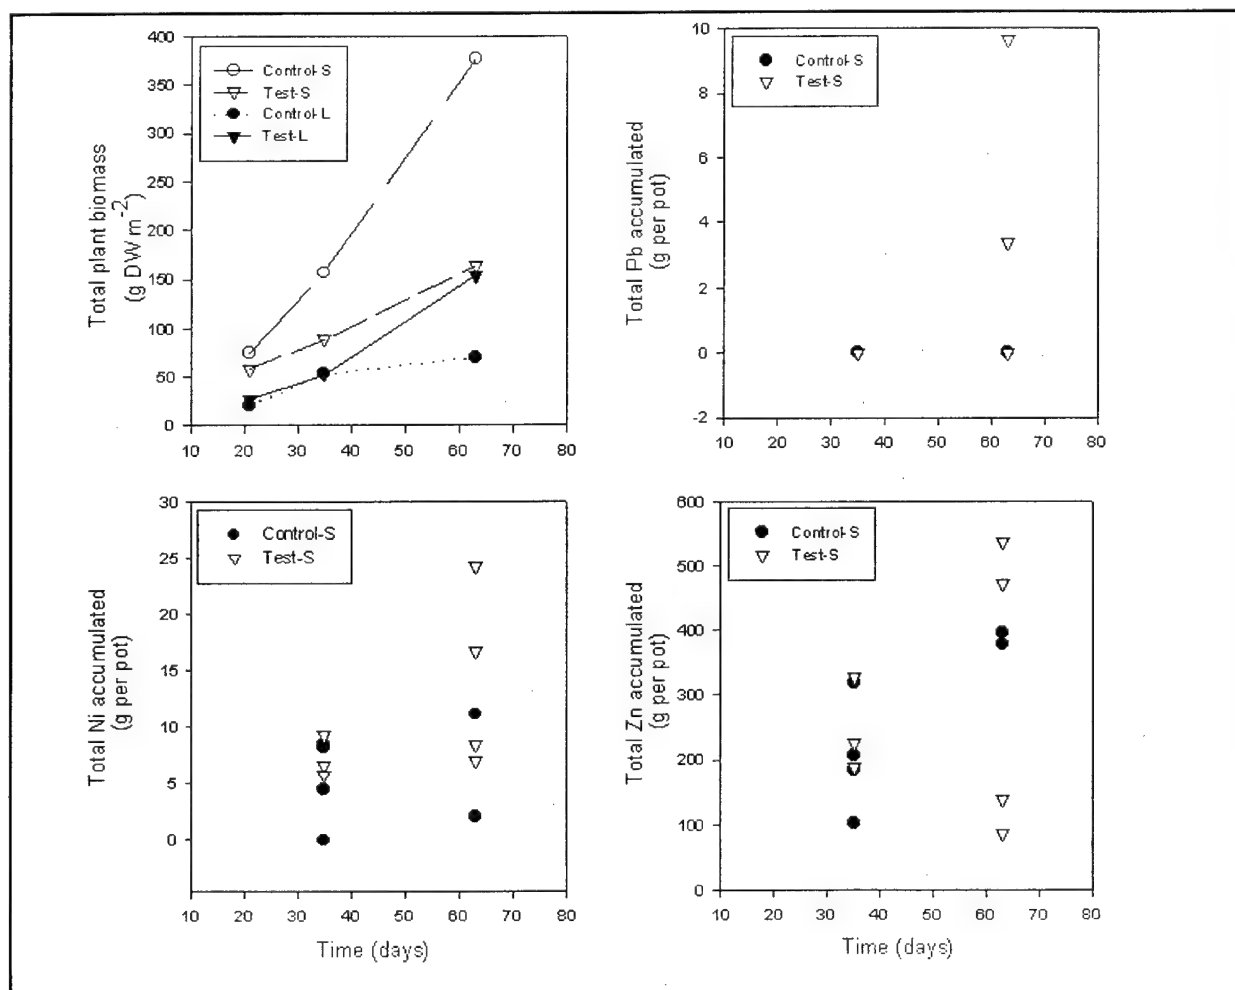 400
350
300
250
200
150
100
50
0
10 20 30 40 50 60 70 80
Total plant biomass
(g DW m-2)
Control-S
Test-S
Control-L
Test-L
10
8
6
4
2
0
-2
10 20 30 40 50 60 70 80
Total Pb accumulated
(g per pot)
Control-S
Test-S
30
25
20
15
10
5
0
10 20 30 40 50 60 70 80
Total Ni accumulated
(g per pot)
Control-S
Test-S
Time (days)
600
500
400
300
200
100
0
10 20 30 40 50 60 70 80
Total Zn accumulated
(g per pot)
Control-S
Test-S
Time (days)